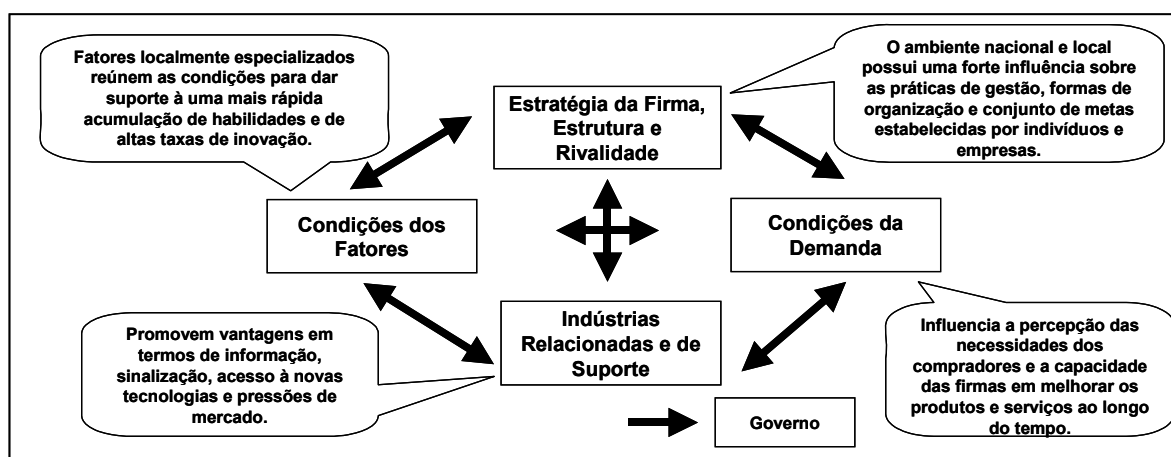 Fatores localmente especializados
reúnem as condições para dar
suporte à uma mais rápida
acumulação de habilidades e de
altas taxas de inovação.
O ambiente nacional e local
possui uma forte influência sobre
as práticas de gestão, formas de
organização e conjunto de metas
estabelecidas por indivíduos e
empresas.
Estratégia da Firma,
Estrutura e
Rivalidade
Condições dos
Fatores
Condições da
Demanda
Indústrias
Relacionadas e de
Suporte
Promovem vantagens em
termos de informação,
sinalização, acesso à novas
tecnologias e pressões de
mercado.
Influencia a percepção das
necessidades dos
compradores e a capacidade
das firmas em melhorar os
produtos e serviços ao longo
do tempo.
Governo